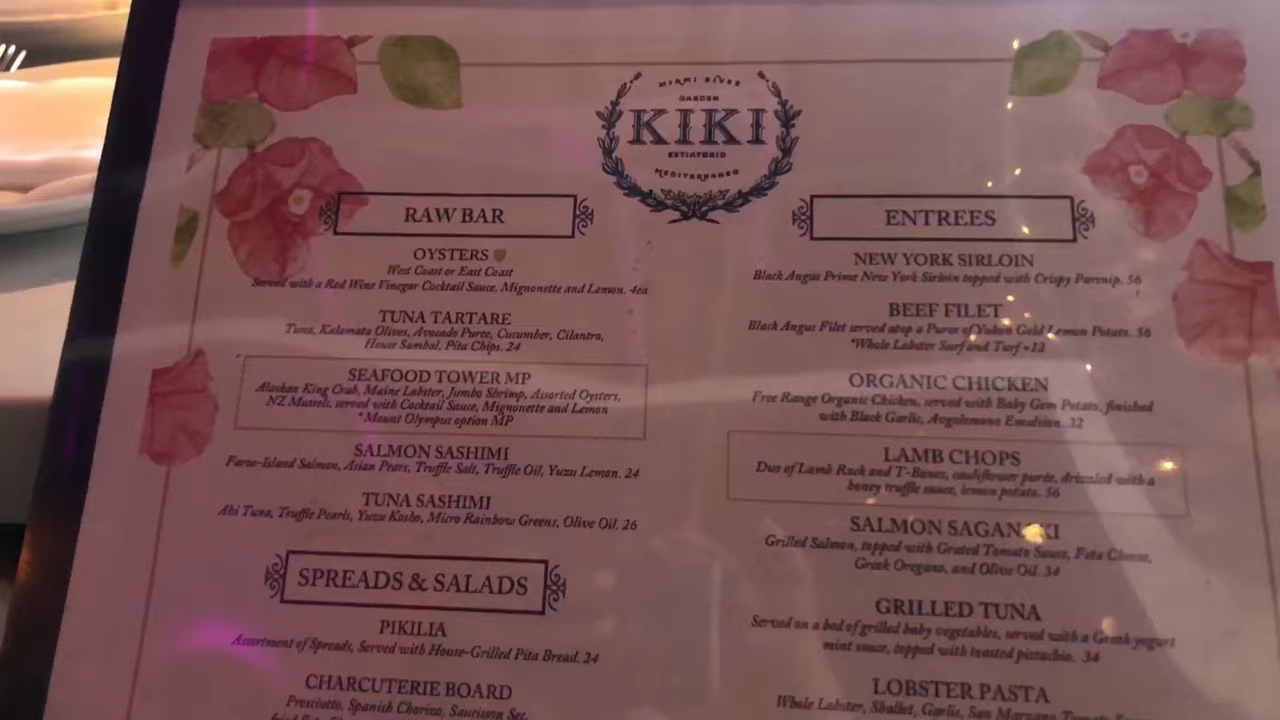 MIAMI RIVER
GARDEN
KIKI
ESTIATORIO
MEDITERRANEO
RAW BAR
OYSTERS
West Coast or East Coast
Served with a Red Wine Vinegar Cocktail Sauce, Mignonette and Lemon. 4ea
TUNA TARTARE
Tuna, Kalamata Olives, Avocado Puree, Cucumber, Cilantro,
House Sambal, Pita Chips. 24
SEAFOOD TOWER MP
Alaskan King Crab, Maine Lobster, Jumbo Shrimp, Assorted Oysters,
NZ Mussels, served with Cocktail Sauce, Mignonette and Lemon
*Mount Olympus option MP
SALMON SASHIMI
Faroe-Island Salmon, Asian Pears, Truffle Salt, Truffle Oil, Yuzu Lemon. 24
TUNA SASHIMI
Ahi Tuna, Truffle Pearls, Yuzu Kosho, Micro Rainbow Greens, Olive Oil. 26
SPREADS & SALADS
PIKILIA
Assortment of Spreads, Served with House-Grilled Pita Bread. 24
CHARCUTERIE BOARD
Prosciutto, Spanish Chorizo, Saucisson Sec,
ENTREES
NEW YORK SIRLOIN
Black Angus Prime New York Sirloin topped with Crispy Parsnip. 56
BEEF FILET
Black Angus Filet served atop a Puree of Yukon Gold Lemon Potato. 56
*Whole Lobster Surf and Turf +12
ORGANIC CHICKEN
Free Range Organic Chicken, served with Baby Gem Potato, finished
with Black Garlic, Avgolemono Emulsion. 32
LAMB CHOPS
Duo of Lamb Rack and T-Bones, cauliflower purée, drizzled with a
honey truffle sauce, lemon potato. 56
SALMON SAGANAKI
Grilled Salmon, topped with Grated Tomato Sauce, Feta Cheese,
Greek Oregano, and Olive Oil. 34
GRILLED TUNA
Served on a bed of grilled baby vegetables, served with a Greek yogurt
mint sauce, topped with toasted pistachio. 34
LOBSTER PASTA
Whole Lobster, Shallot, Garlic, San Marzano